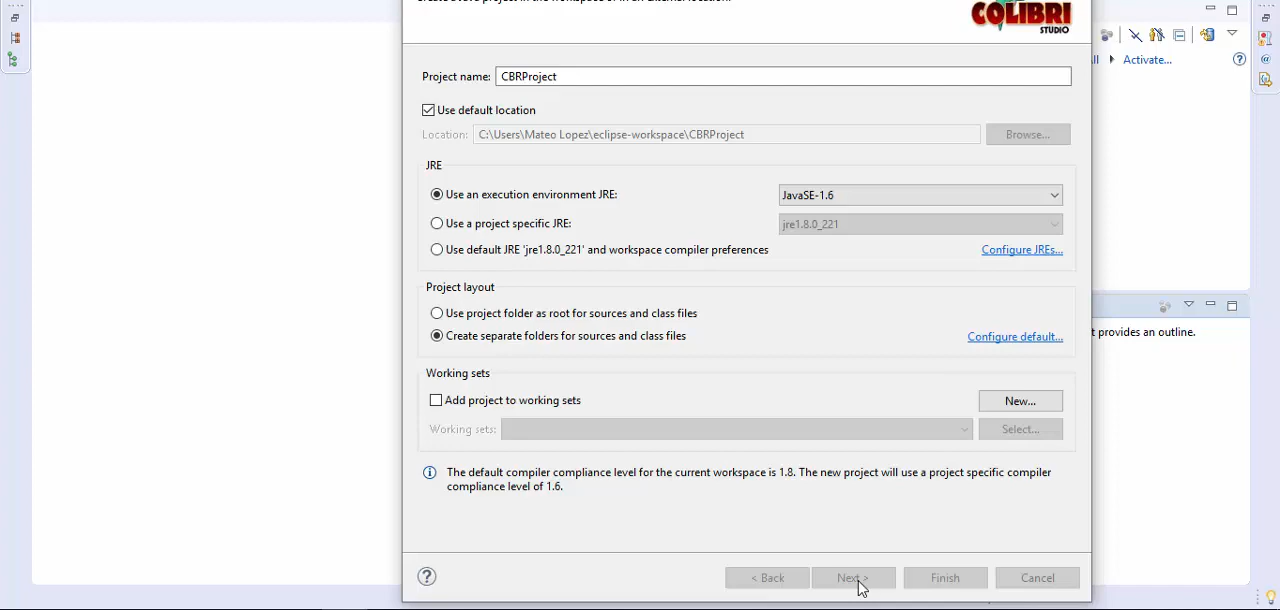 COLIBRI
STUDIO
Project name: CBRProject
Use default location
Activate...
Location: C:\Users\Mateo Lopez\eclipse-workspace\CBRProject Browse...
JRE
Use an execution environment JRE: JavaSE-1.6
Use a project specific JRE: jre1.8.0_221
Use default JRE 'jre1.8.0_221' and workspace compiler preferences Configure JREs...
Project layout
Use project folder as root for sources and class files
Create separate folders for sources and class files Configure default...
t provides an outline.
Working sets
Add project to working sets New...
Working sets: Select...
The default compiler compliance level for the current workspace is 1.8. The new project will use a project specific compiler
compliance level of 1.6.
< Back Next > Finish Cancel